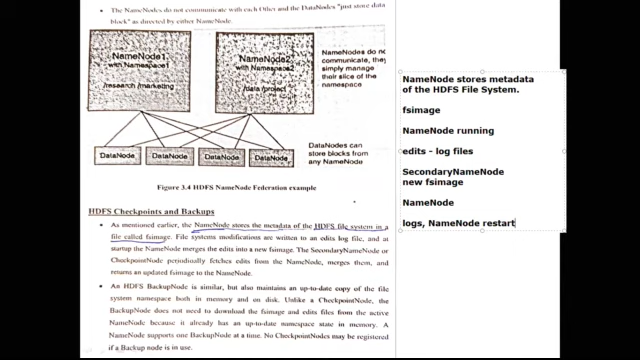 • The NameNodes do not communicate with each Other and the DataNodes "just store data
block" as directed by either NameNode.
NameNode1
with Namespace1
/research /marketing
NameNode2
with Namespace2
/data /project
NameNodes do no
communicate, they
simply manage
their slice of the
namespace
DataNode
DataNode
DataNode
DataNode
DataNodes can
store blocks from
any NameNode
Figure 3.4 HDFS NameNode Federation example
HDFS Checkpoints and Backups
• As mentioned earlier, the NameNode stores the metadata of the HDFS file system in a
file called fsimage. File systems modifications are written to an edits log file, and at
startup the NameNode merges the edits into a new fsimage. The SecondaryNameNode or
CheckpointNode periodically fetches edits from the NameNode, merges them, and
returns an updated fsimage to the NameNode.
• An HDFS BackupNode is similar, but also maintains an up-to-date copy of the file
system namespace both in memory and on disk. Unlike a CheckpointNode, the
BackupNode does not need to download the fsimage and edits files from the active
NameNode because it already has an up-to-date namespace state in memory. A
NameNode supports one BackupNode at a time. No CheckpointNodes may be registered
if a Backup node is in use.
NameNode stores metadata
of the HDFS File System.
fsimage
NameNode running
edits - log files
SecondaryNameNode
new fsimage
NameNode
logs, NameNode restart